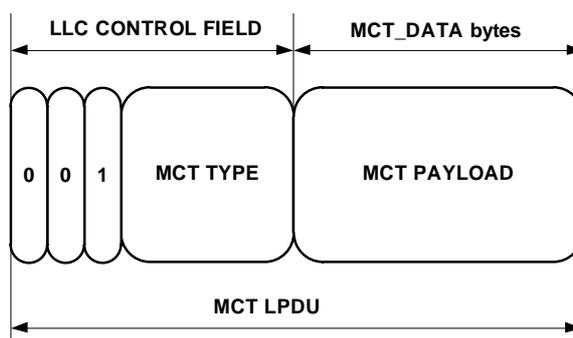 LLC CONTROL FIELD MCT_DATA bytes
0 0 1 MCT TYPE MCT PAYLOAD
MCT LPDU